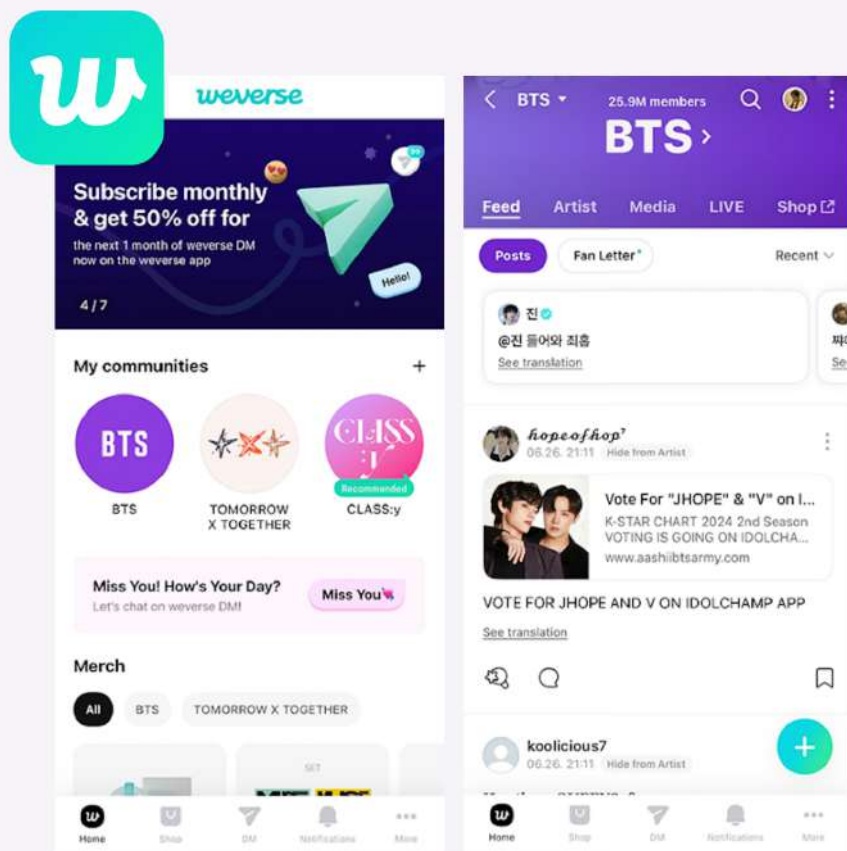 w
weverse
Subscribe monthly
& get 50% off for
the next 1 month of weverse DM
now on the weverse app
Hello!
4/7
My communities
+
BTS
CLASS
:y
Recommended
BTS
TOMORROW
X TOGETHER
CLASS:y
Miss You! How's Your Day?
Let's chat on weverse DM!
Miss You
Merch
All
BTS
TOMORROW X TOGETHER
SET
w
Home
Shop
DM
Notifications
More
BTS
25.9M members
BTS >
Feed
Artist
Media
LIVE
Shop
Posts
Fan Letter
Recent
진
@진 들어와 최홉
See translation
hopeofhop⁷
06.26. 21:11
Hide from Artist
Vote For "JHOPE" & "V" on I...
K-STAR CHART 2024 2nd Season
VOTING IS GOING ON IDOLCHA...
www.aashiibtsarmy.com
VOTE FOR JHOPE AND V ON IDOLCHAMP APP
See translation
koolicious7
06.26. 21:11
Hide from Artist
+
w
Home
Shop
DM
Notifications
More